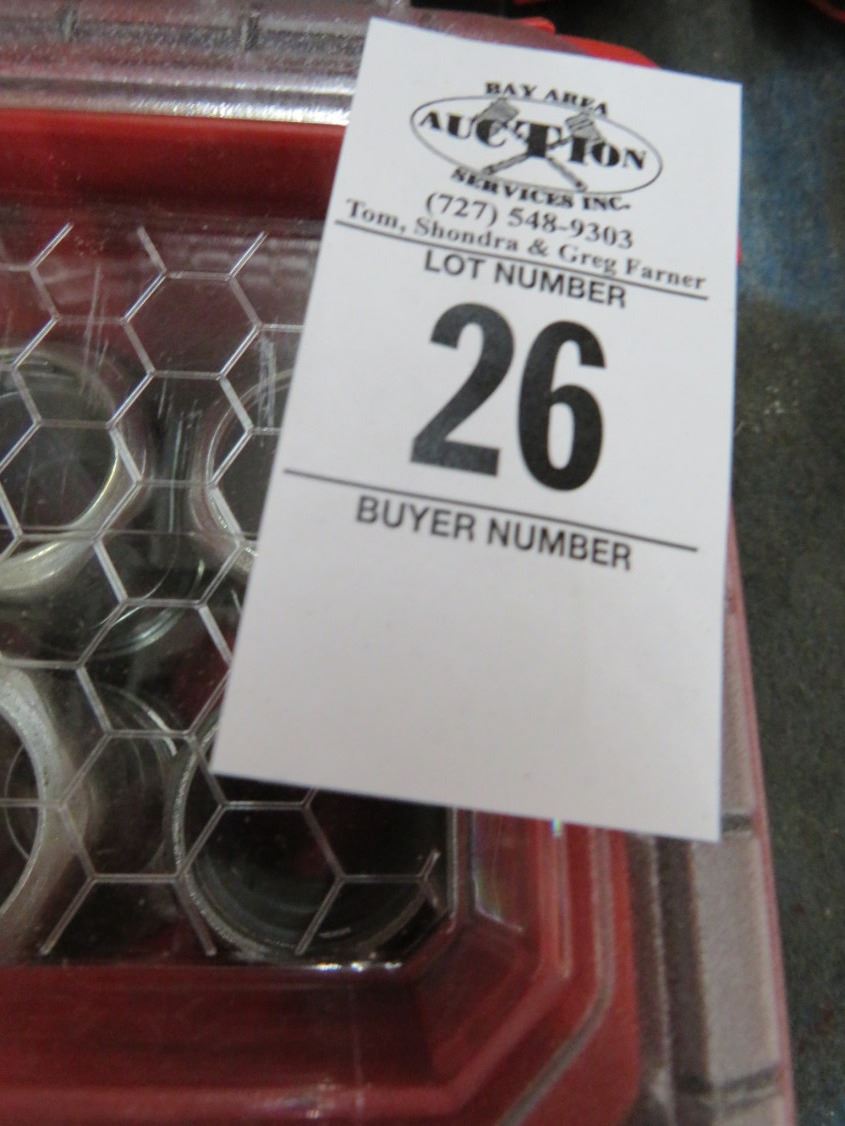 BAY AREA
AUCTION
SERVICES INC.
(727) 548-9303
Tom, Shondra & Greg Farner
LOT NUMBER
26
BUYER NUMBER